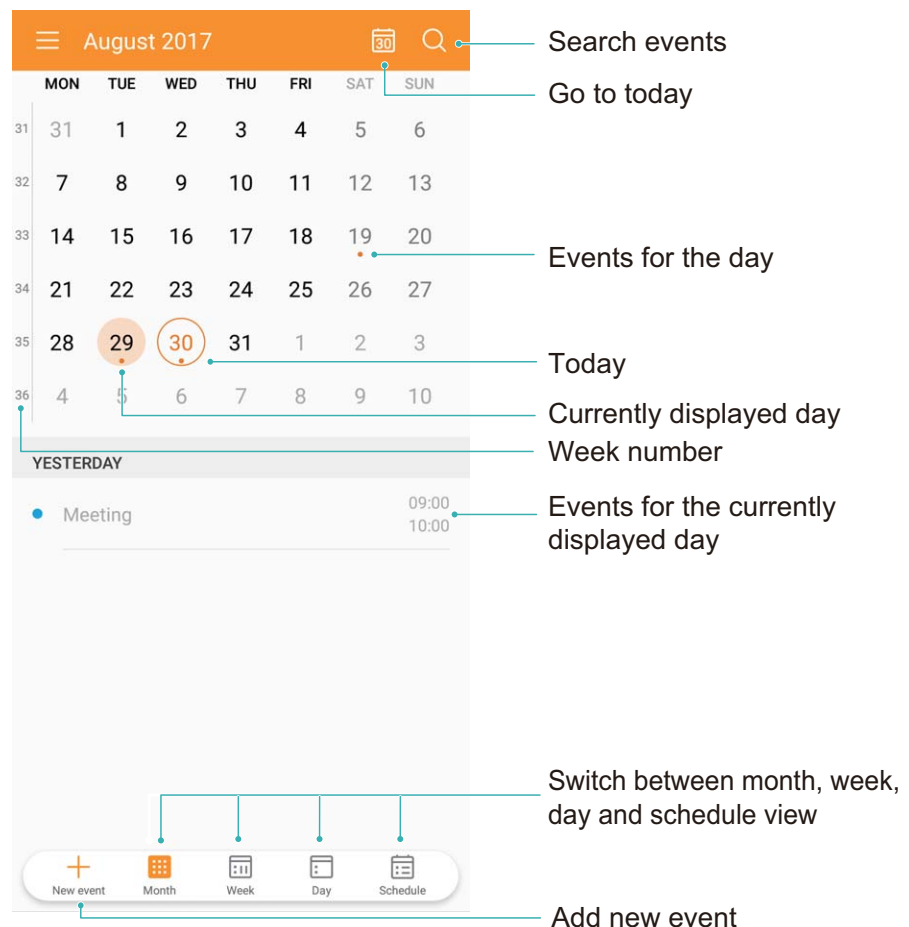 August 2017
30
Search events
Go to today
MON TUE WED THU FRI SAT SUN
31 31 1 2 3 4 5 6
32 7 8 9 10 11 12 13
33 14 15 16 17 18 19 20
Events for the day
34 21 22 23 24 25 26 27
35 28 29 30 31 1 2 3
Today
36 4 5 6 7 8 9 10
Currently displayed day
Week number
YESTERDAY
Meeting
09:00
10:00
Events for the currently
displayed day
Switch between month, week,
day and schedule view
New event Month Week Day Schedule
Add new event